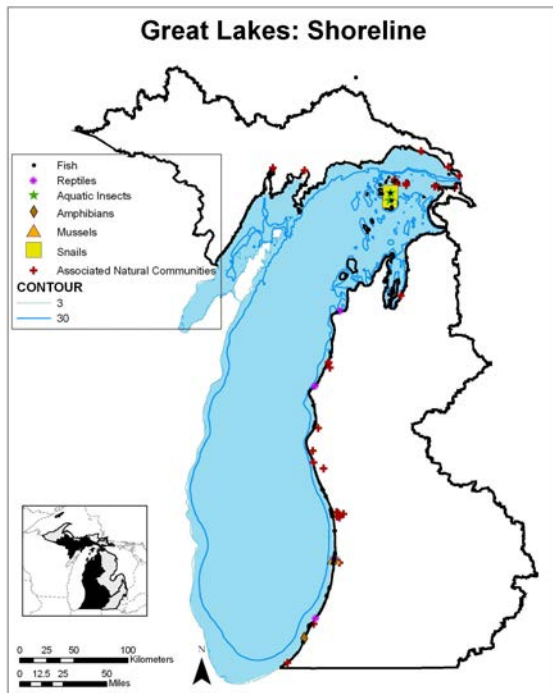 Great Lakes: Shoreline
Fish
Reptiles
Aquatic Insects
Amphibians
Mussels
Snails
Associated Natural Communities
CONTOUR
3
30
N
0 25 50 100
Kilometers
0 12.5 25 50
Miles